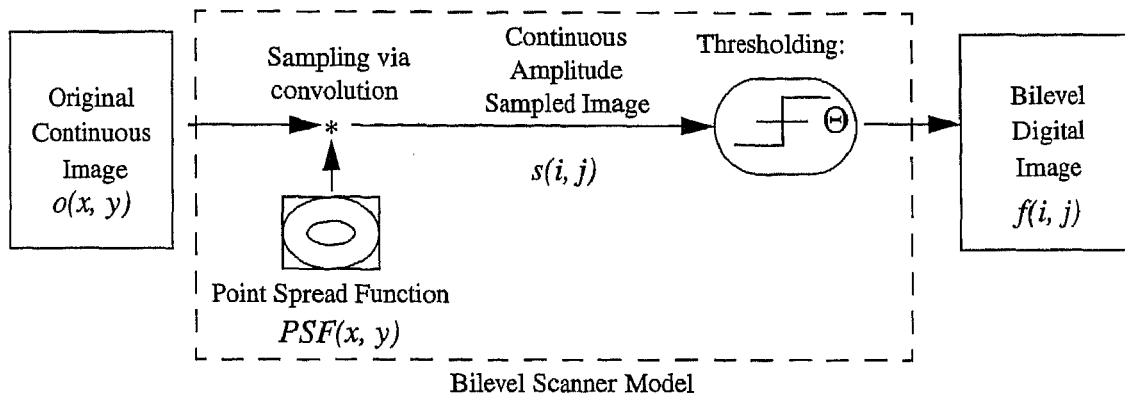 Original
Continuous
Image
o(x, y)
Sampling via
convolution
*
Point Spread Function
PSF(x, y)
Continuous
Amplitude
Sampled Image
s(i, j)
Thresholding:
Θ
Bilevel
Digital
Image
f(i, j)
Bilevel Scanner Model